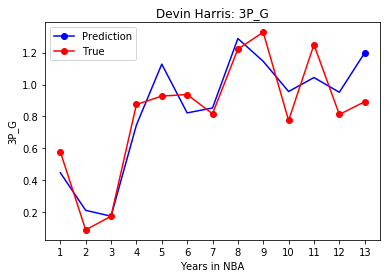 Devin Harris: 3P_G
Prediction
True
1.2
1.0
0.8
0.6
0.4
0.2
3P_G
1 2 3 4 5 6 7 8 9 10 11 12 13
Years in NBA